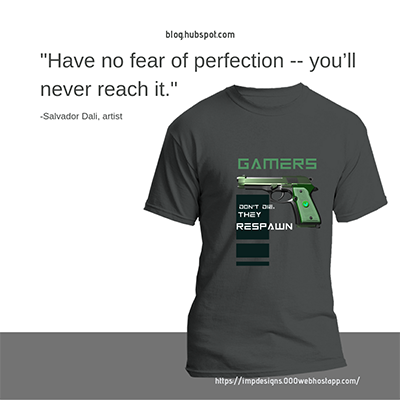 blog.hubspot.com
"Have no fear of perfection -- you’ll
never reach it."
-Salvador Dali, artist
GAMERS
DON'T DIE,
THEY
RESPAWN
https://impdesigns.000webhostapp.com/